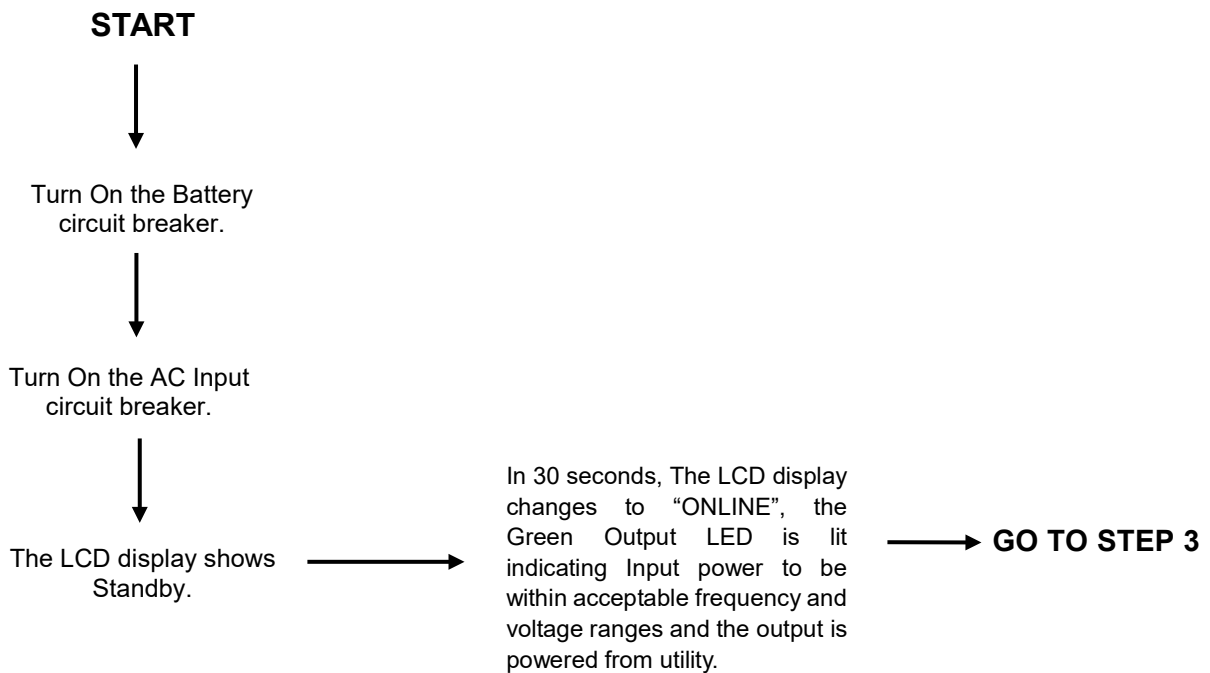 START
Turn On the Battery
circuit breaker.
Turn On the AC Input
circuit breaker.
The LCD display shows
Standby.
In 30 seconds, The LCD display
changes to “ONLINE”, the
Green Output LED is lit
indicating Input power to be
within acceptable frequency and
voltage ranges and the output is
powered from utility.
GO TO STEP 3